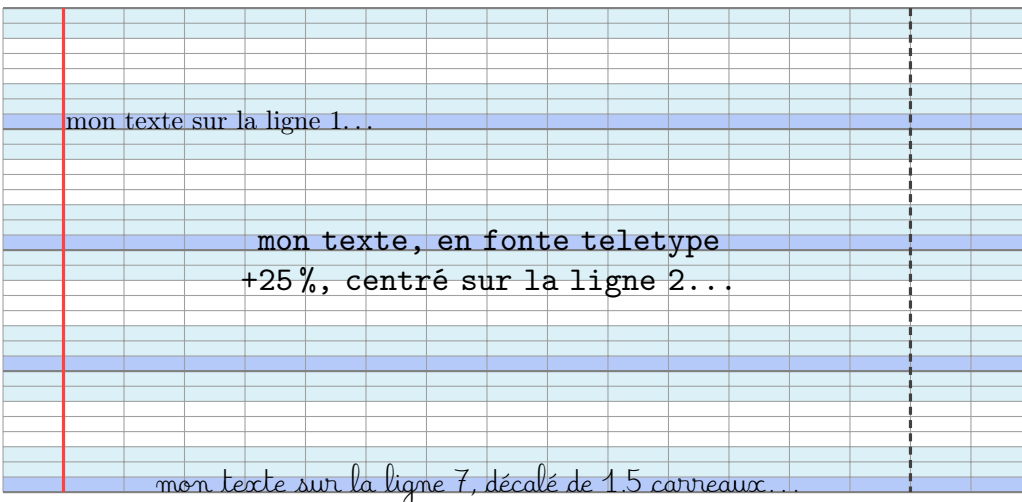 mon texte sur la ligne 1...
mon texte, en fonte teletype
+25 %, centré sur la ligne 2...
mon texte sur la ligne 7, décalé de 1.5 carreaux...